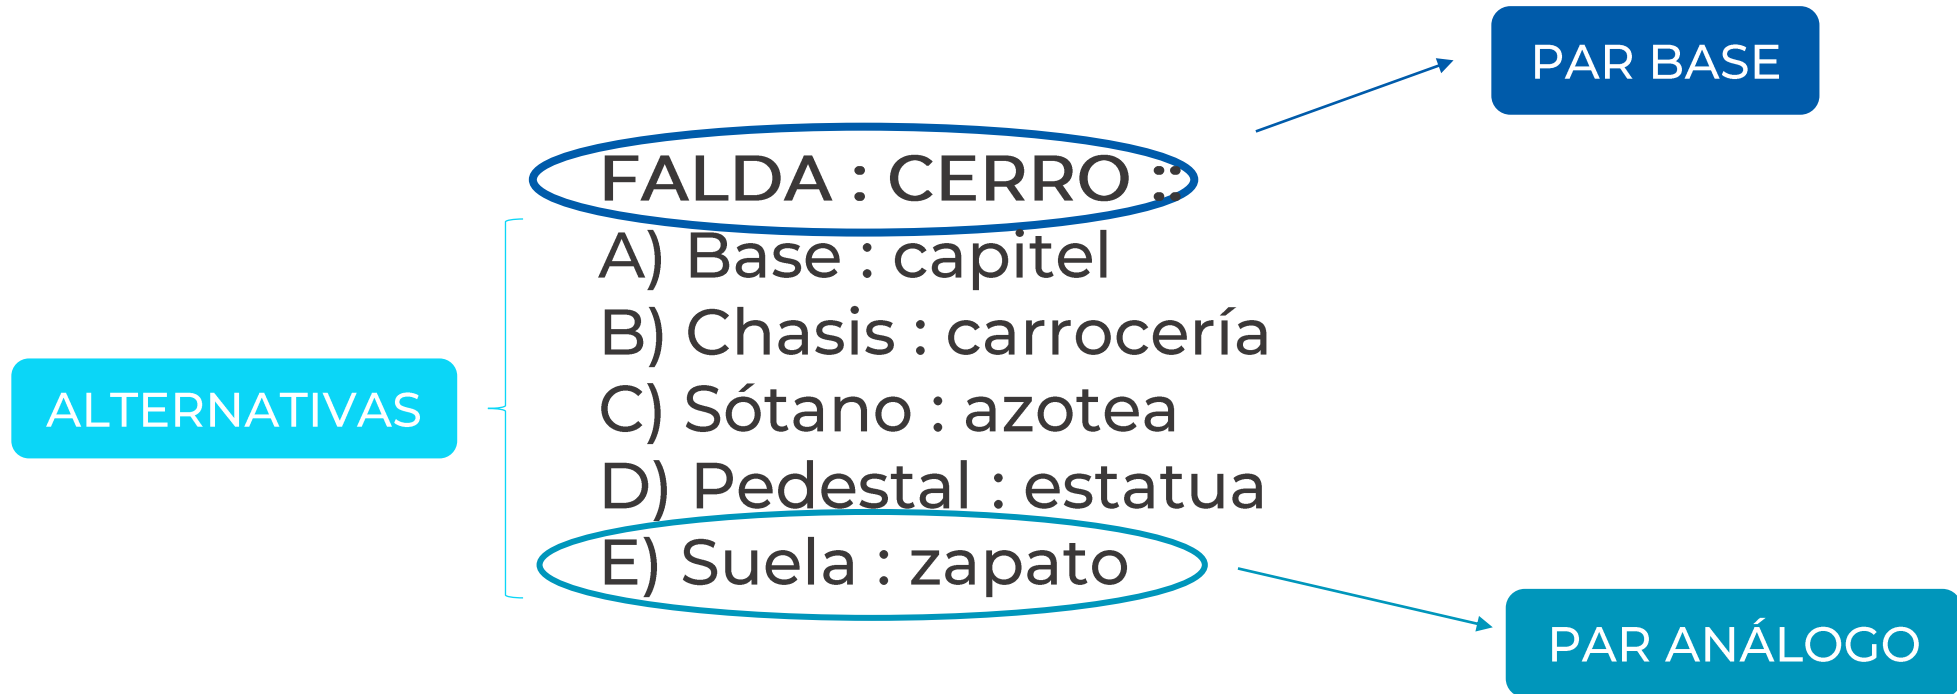 PAR BASE
FALDA : CERRO ::
A) Base : capitel
B) Chasis : carrocería
C) Sótano : azotea
ALTERNATIVAS
D) Pedestal : estatua
E) Suela : zapato
PAR ANÁLOGO